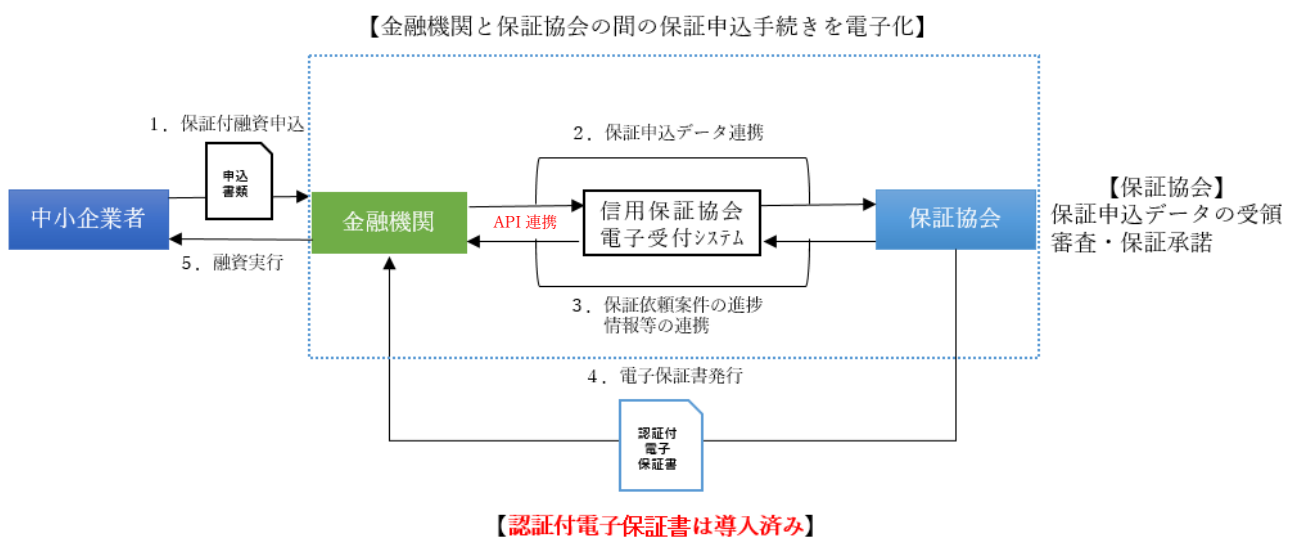 【金融機関と保証協会の間の保証申込手続きを電子化】
1．保証付融資申込
申込
書類
2．保証申込データ連携
中小企業者
金融機関
API 連携
信用保証協会
電子受付ｼｽﾃﾑ
保証協会
【保証協会】
保証申込データの受領
審査・保証承諾
5．融資実行
3．保証依頼案件の進捗
情報等の連携
4．電子保証書発行
認証付
電子
保証書
【認証付電子保証書は導入済み】